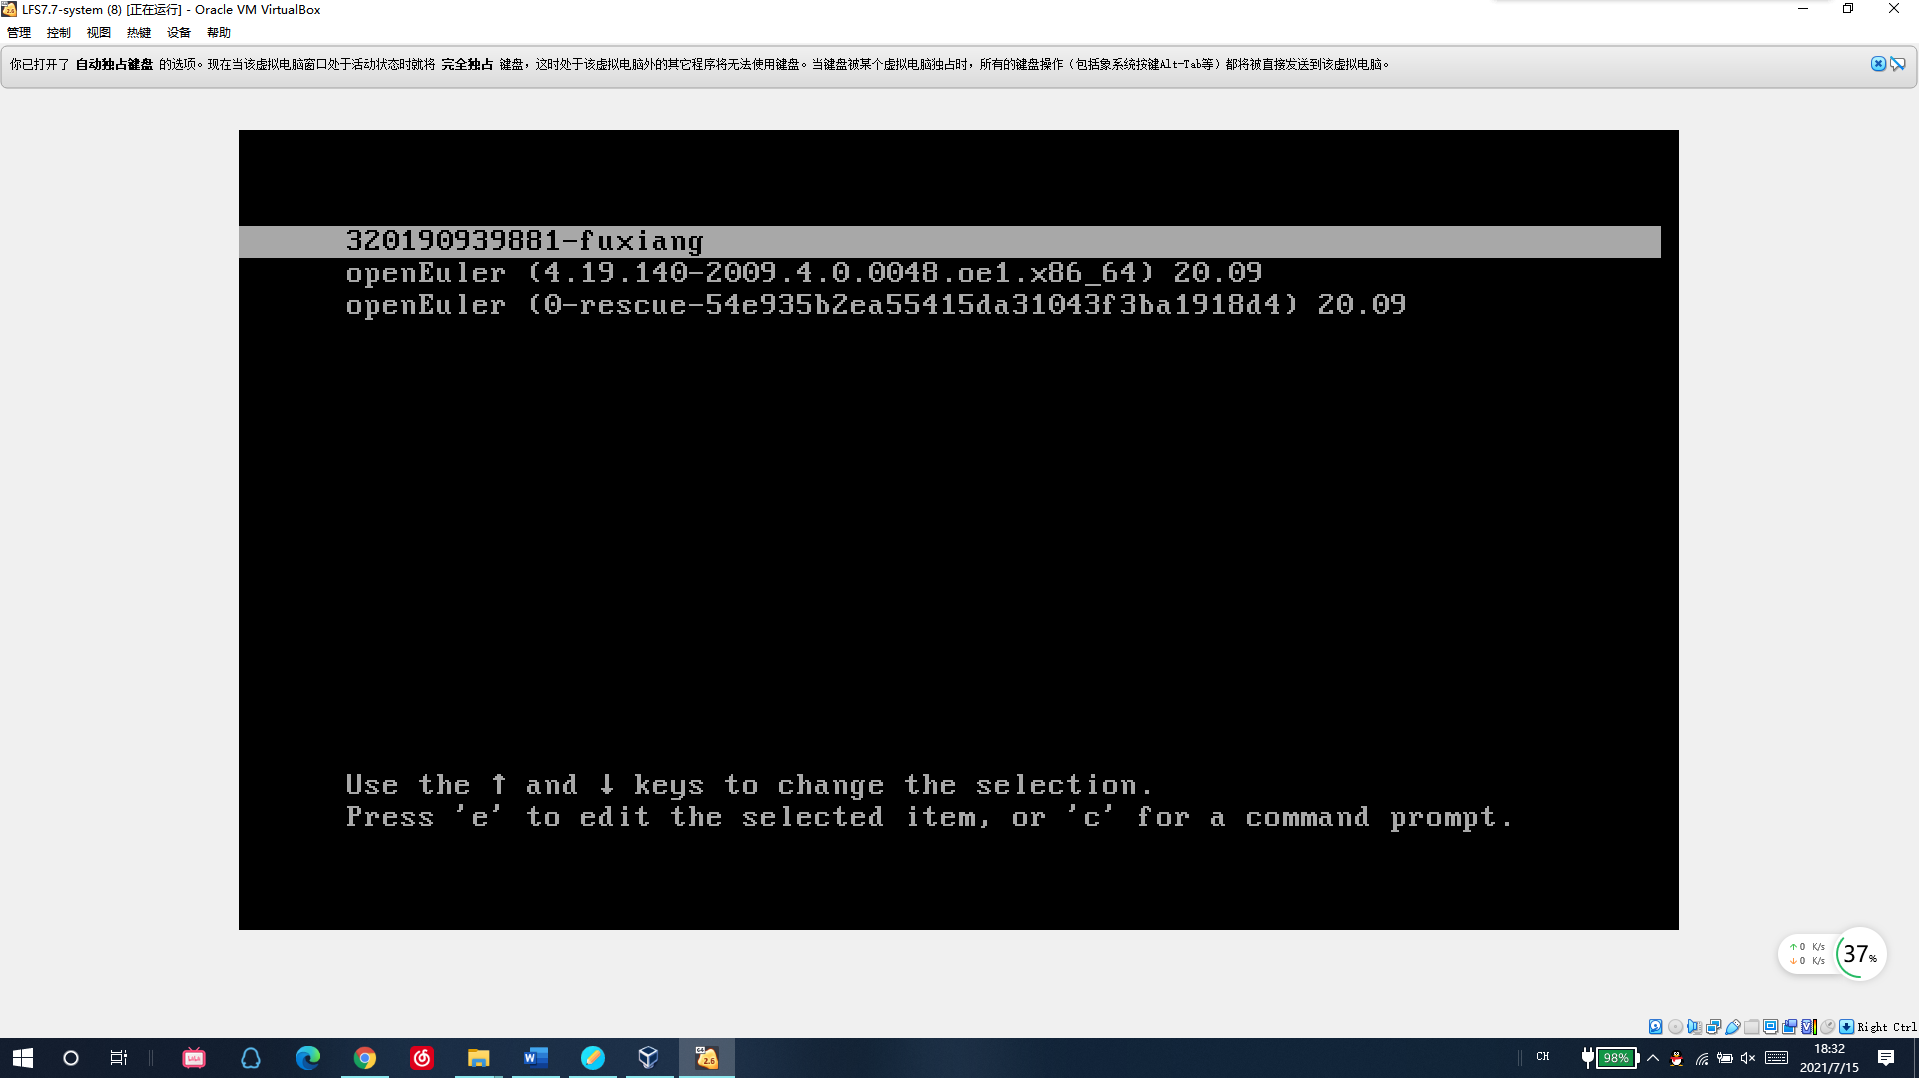 LFS7.7-system (8) [正在运行] - Oracle VM VirtualBox
管理 控制 视图 热键 设备 帮助
你已打开了 自动独占键盘 的选项。现在当该虚拟电脑窗口处于活动状态时就将 完全独占 键盘，这时处于该虚拟电脑外的其它程序将无法使用键盘。当键盘被某个虚拟电脑独占时，所有的键盘操作（包括象系统按键Alt-Tab等）都将被直接发送到该虚拟电脑。
320190939881-fuxiang
openEuler (4.19.140-2009.4.0.0048.oe1.x86_64) 20.09
openEuler (0-rescue-54e935b2ea55415da31043f3ba1918d4) 20.09
Use the ↑ and ↓ keys to change the selection.
Press 'e' to edit the selected item, or 'c' for a command prompt.
↑ 0 K/s
↓ 0 K/s
37%
Right Ctrl
CH
98%
18:32
2021/7/15